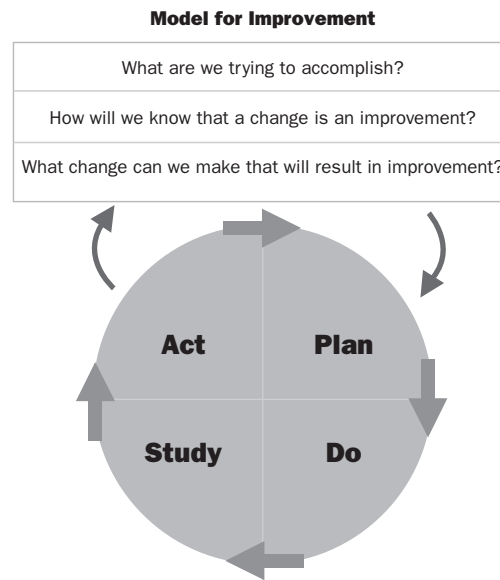 Model for Improvement
What are we trying to accomplish?
How will we know that a change is an improvement?
What change can we make that will result in improvement?
Act
Plan
Study
Do